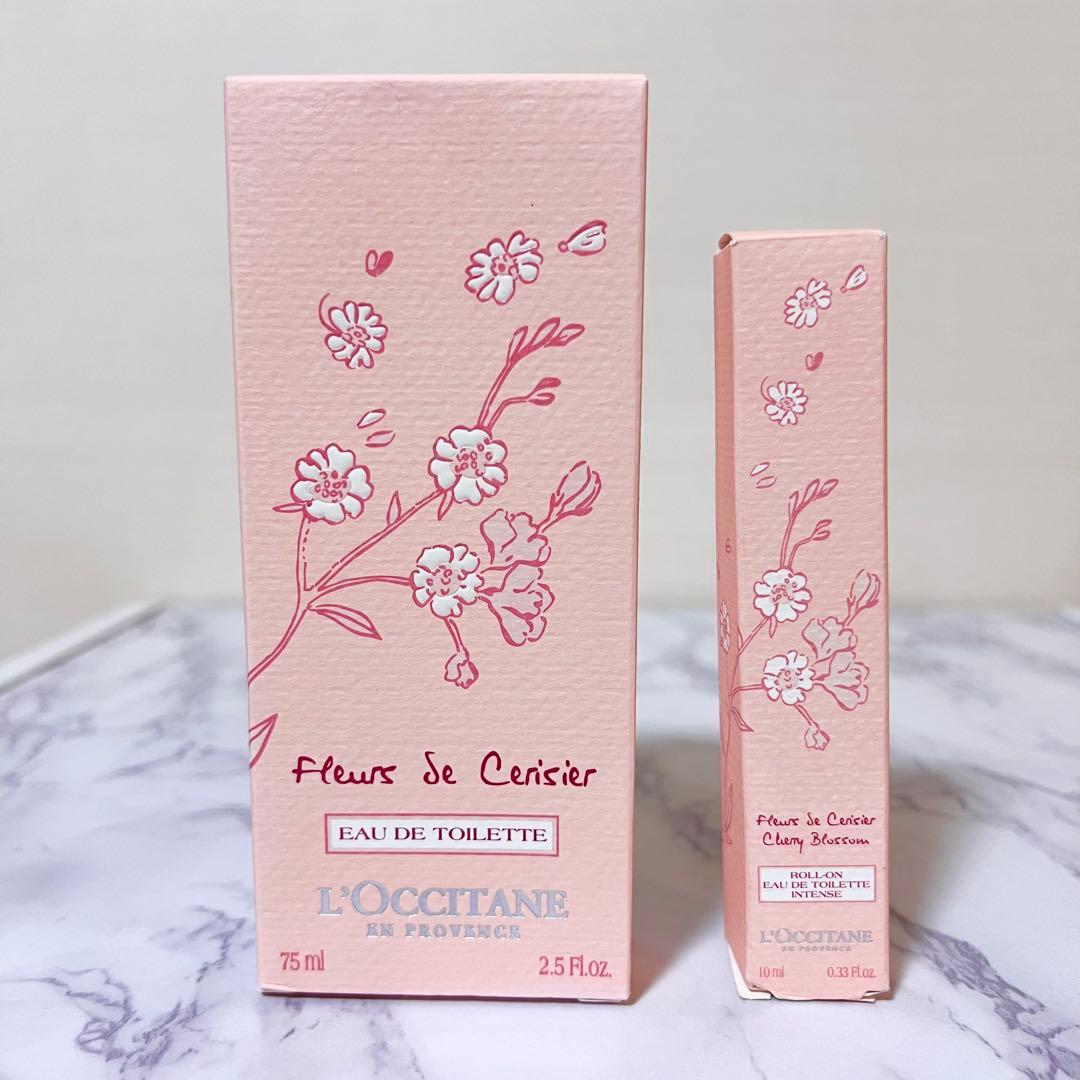 Fleurs de Cerisier
EAU DE TOILETTE
L'OCCITANE
EN PROVENCE
75 ml 2.5 Fl.oz.
Fleurs de Cerisier
Cherry Blossom
ROLL-ON
EAU DE TOILETTE
INTENSE
L'OCCITANE
EN PROVENCE
10 ml 0.33 Fl.oz.